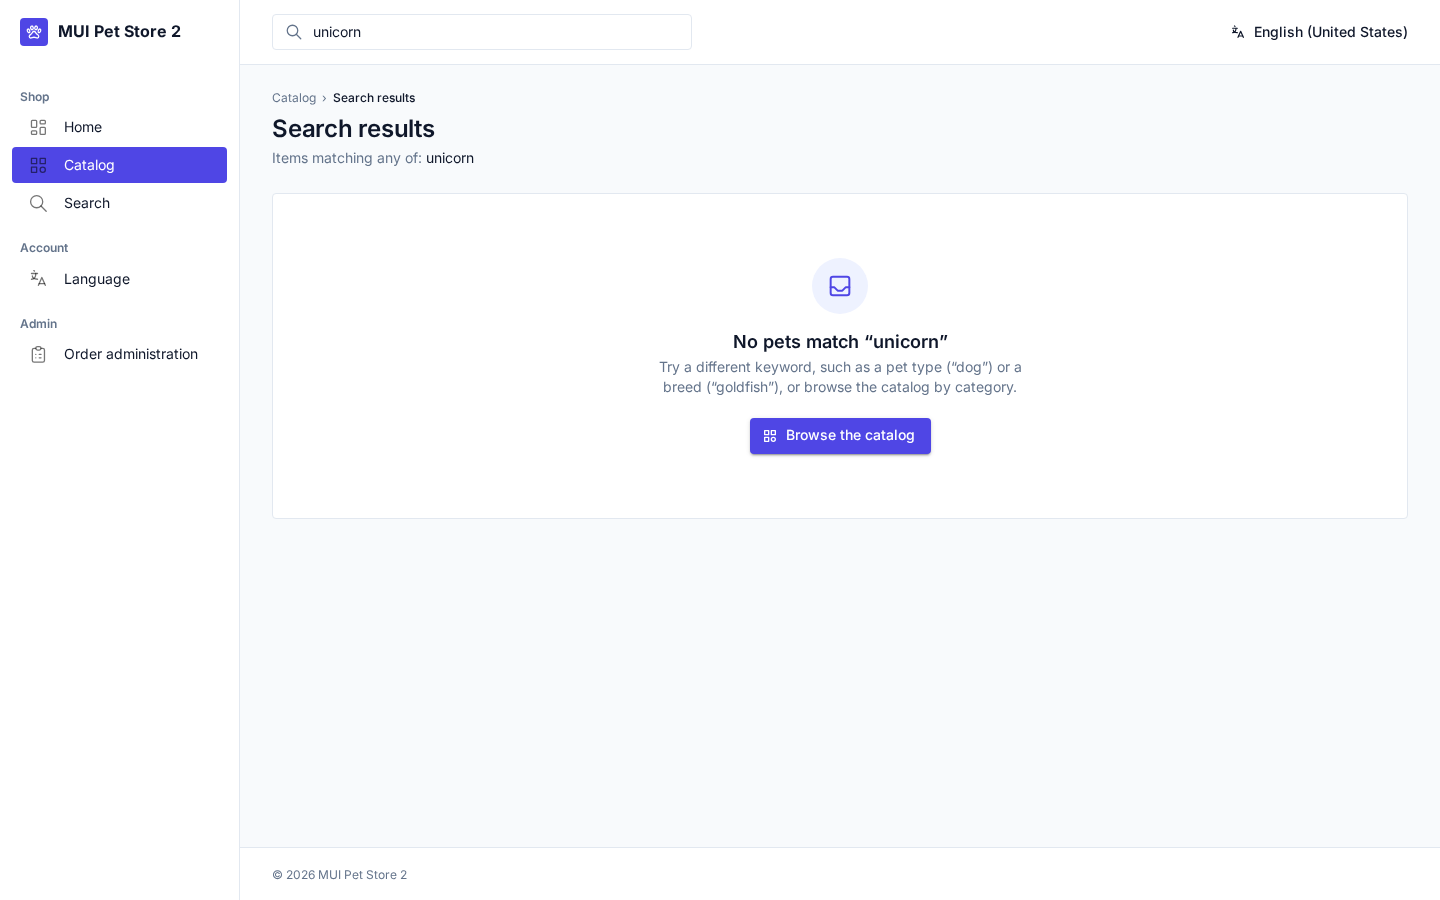 MUI Pet Store 2
unicorn
English (United States)
Shop
Home
Catalog
Search
Account
Language
Admin
Order administration
Catalog › Search results
Search results
Items matching any of: unicorn
No pets match “unicorn”
Try a different keyword, such as a pet type (“dog”) or a
breed (“goldfish”), or browse the catalog by category.
Browse the catalog
© 2026 MUI Pet Store 2